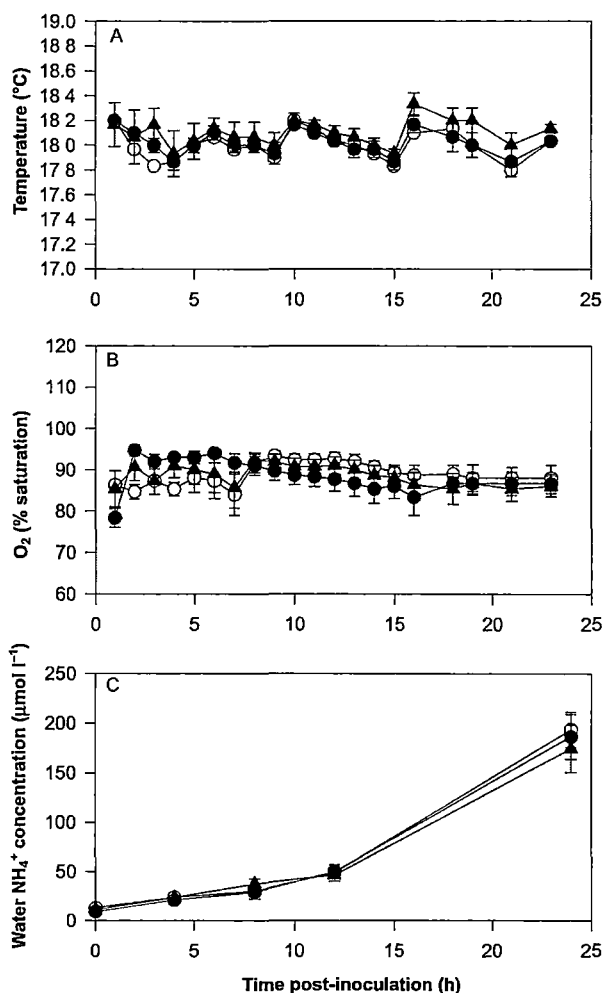 A
Temperature (°C)
19.0
18 8
18 6
18 4
18.2
18.0
17.8
17.6
17.4
17.2
17.0
0 5 10 15 20 25
B
O₂ (% saturation)
120
110
100
90
80
70
60
0 5 10 15 20 25
C
Water NH₄⁺ concentration (µmol l⁻¹)
250
200
150
100
50
0
0 5 10 15 20 25
Time post-inoculation (h)